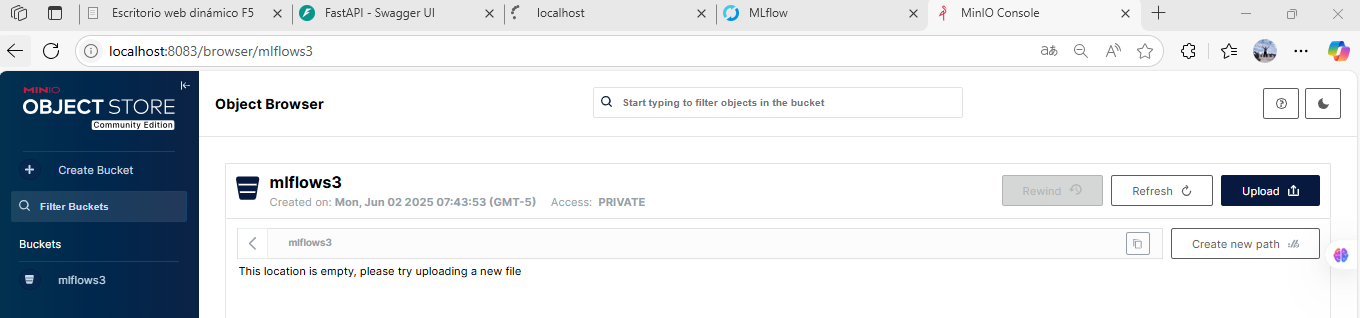 Escritorio web dinámico F5
FastAPI - Swagger UI
localhost
MLflow
MinIO Console
localhost:8083/browser/mlflows3
MINIO
OBJECT STORE
Community Edition
Object Browser
Start typing to filter objects in the bucket
Create Bucket
Filter Buckets
Buckets
mlflows3
mlflows3
Created on: Mon, Jun 02 2025 07:43:53 (GMT-5) Access: PRIVATE
Rewind
Refresh
Upload
mlflows3
Create new path
This location is empty, please try uploading a new file